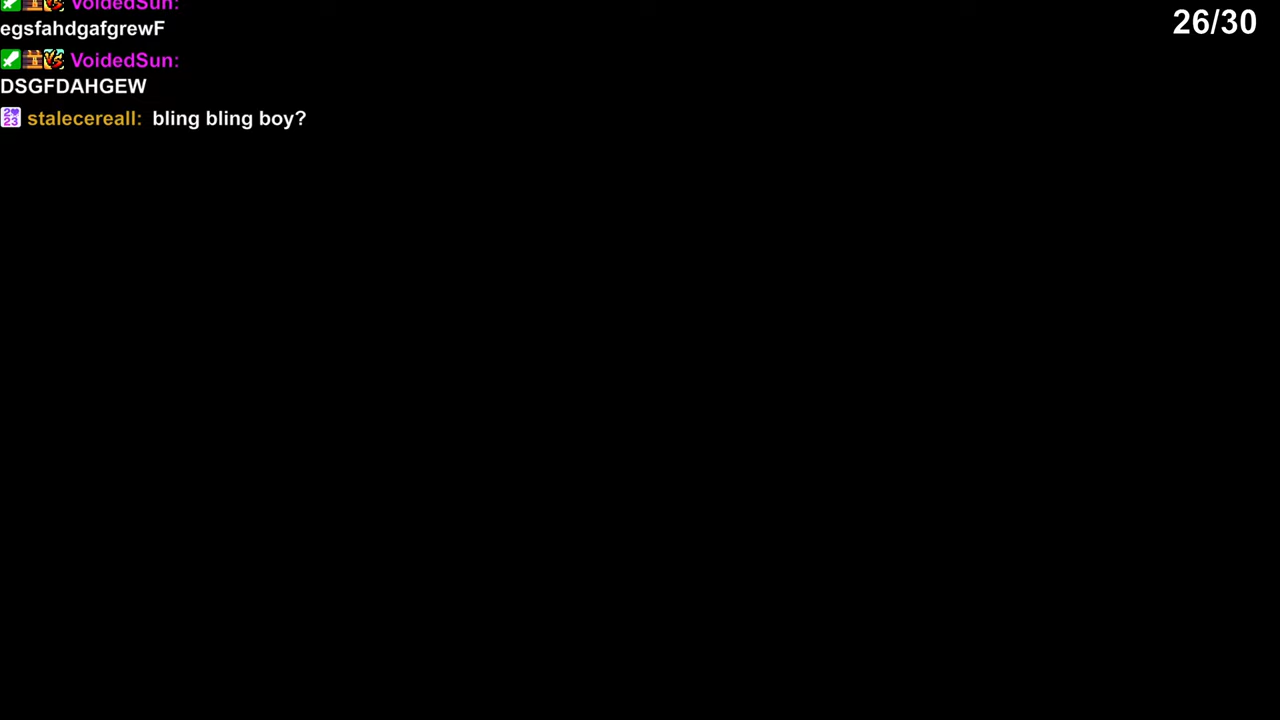 VoidedSun:
26/30
egsfahdgafgrewF
VoidedSun:
DSGFDAHGEW
stalecereall: bling bling boy?